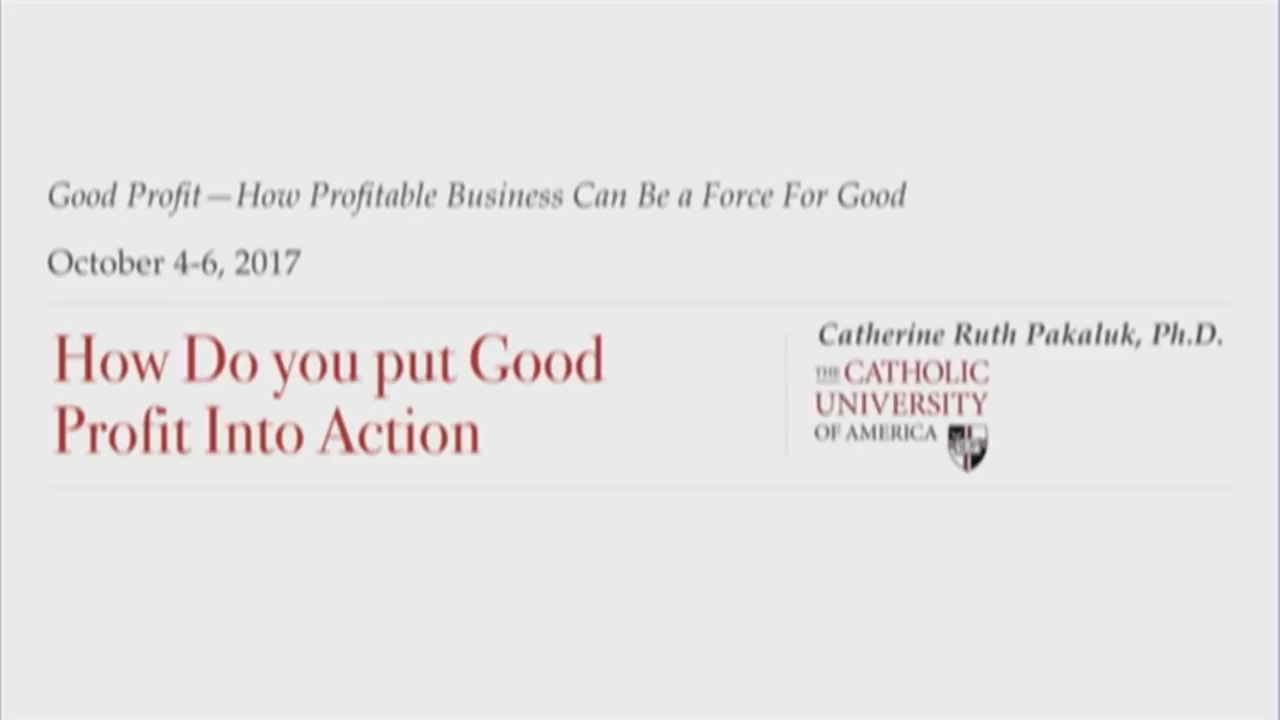 Good Profit—How Profitable Business Can Be a Force For Good
October 4-6, 2017
How Do you put Good
Profit Into Action
Catherine Ruth Pakaluk, Ph.D.
THE CATHOLIC
UNIVERSITY
OF AMERICA